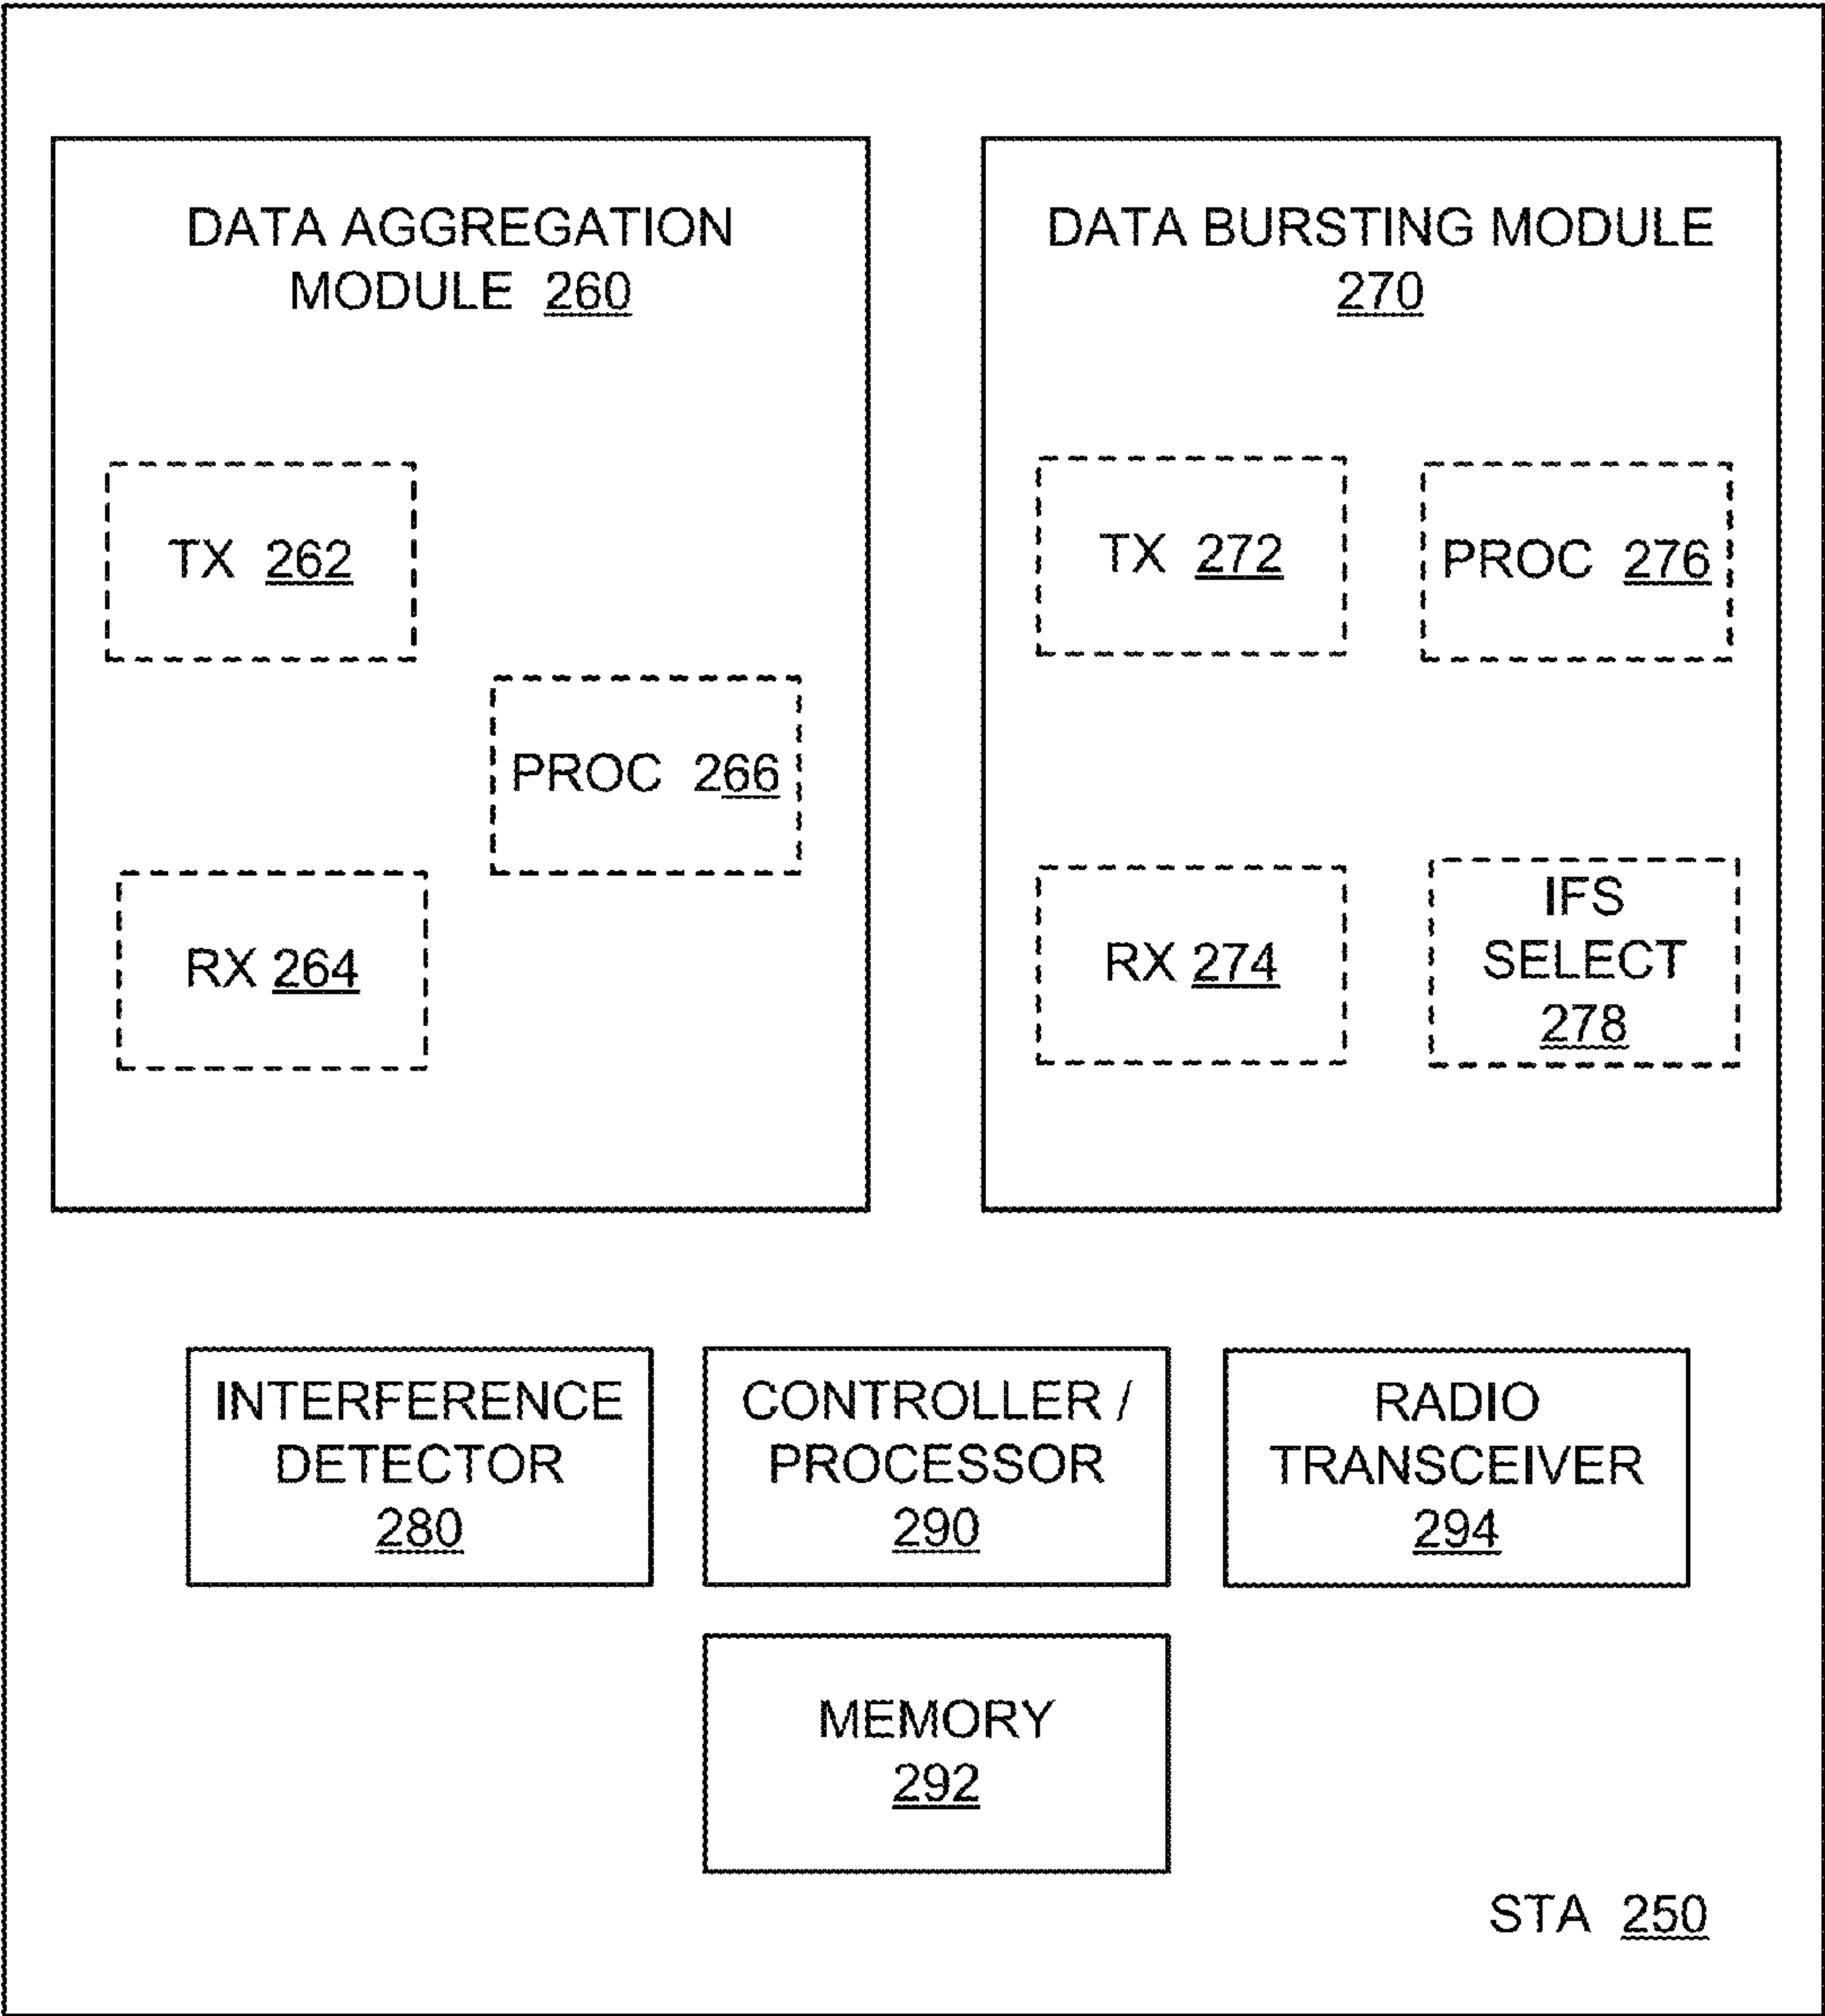 DATA AGGREGATION
MODULE 260
TX 262
PROC 266
RX 264
DATA BURSTING MODULE
270
TX 272
PROC 276
RX 274
IFS
SELECT
278
INTERFERENCE
DETECTOR
280
CONTROLLER /
PROCESSOR
290
RADIO
TRANSCEIVER
294
MEMORY
292
STA 250